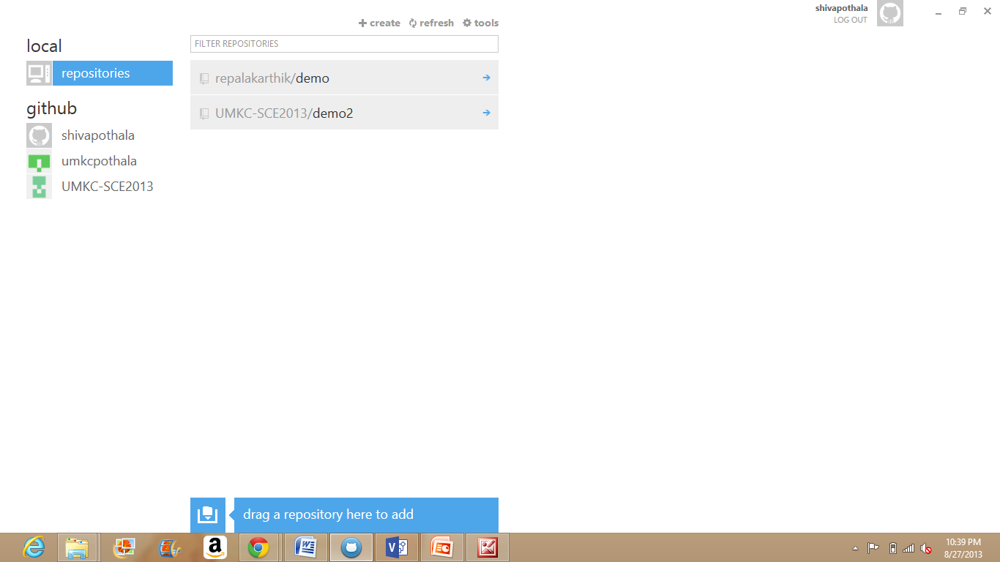 shivapothala
LOG OUT
create refresh tools
local
FILTER REPOSITORIES
repositories
repalakarthik/demo
github
UMKC-SCE2013/demo2
shivapothala
umkcpothala
UMKC-SCE2013
drag a repository here to add
10:39 PM
8/27/2013